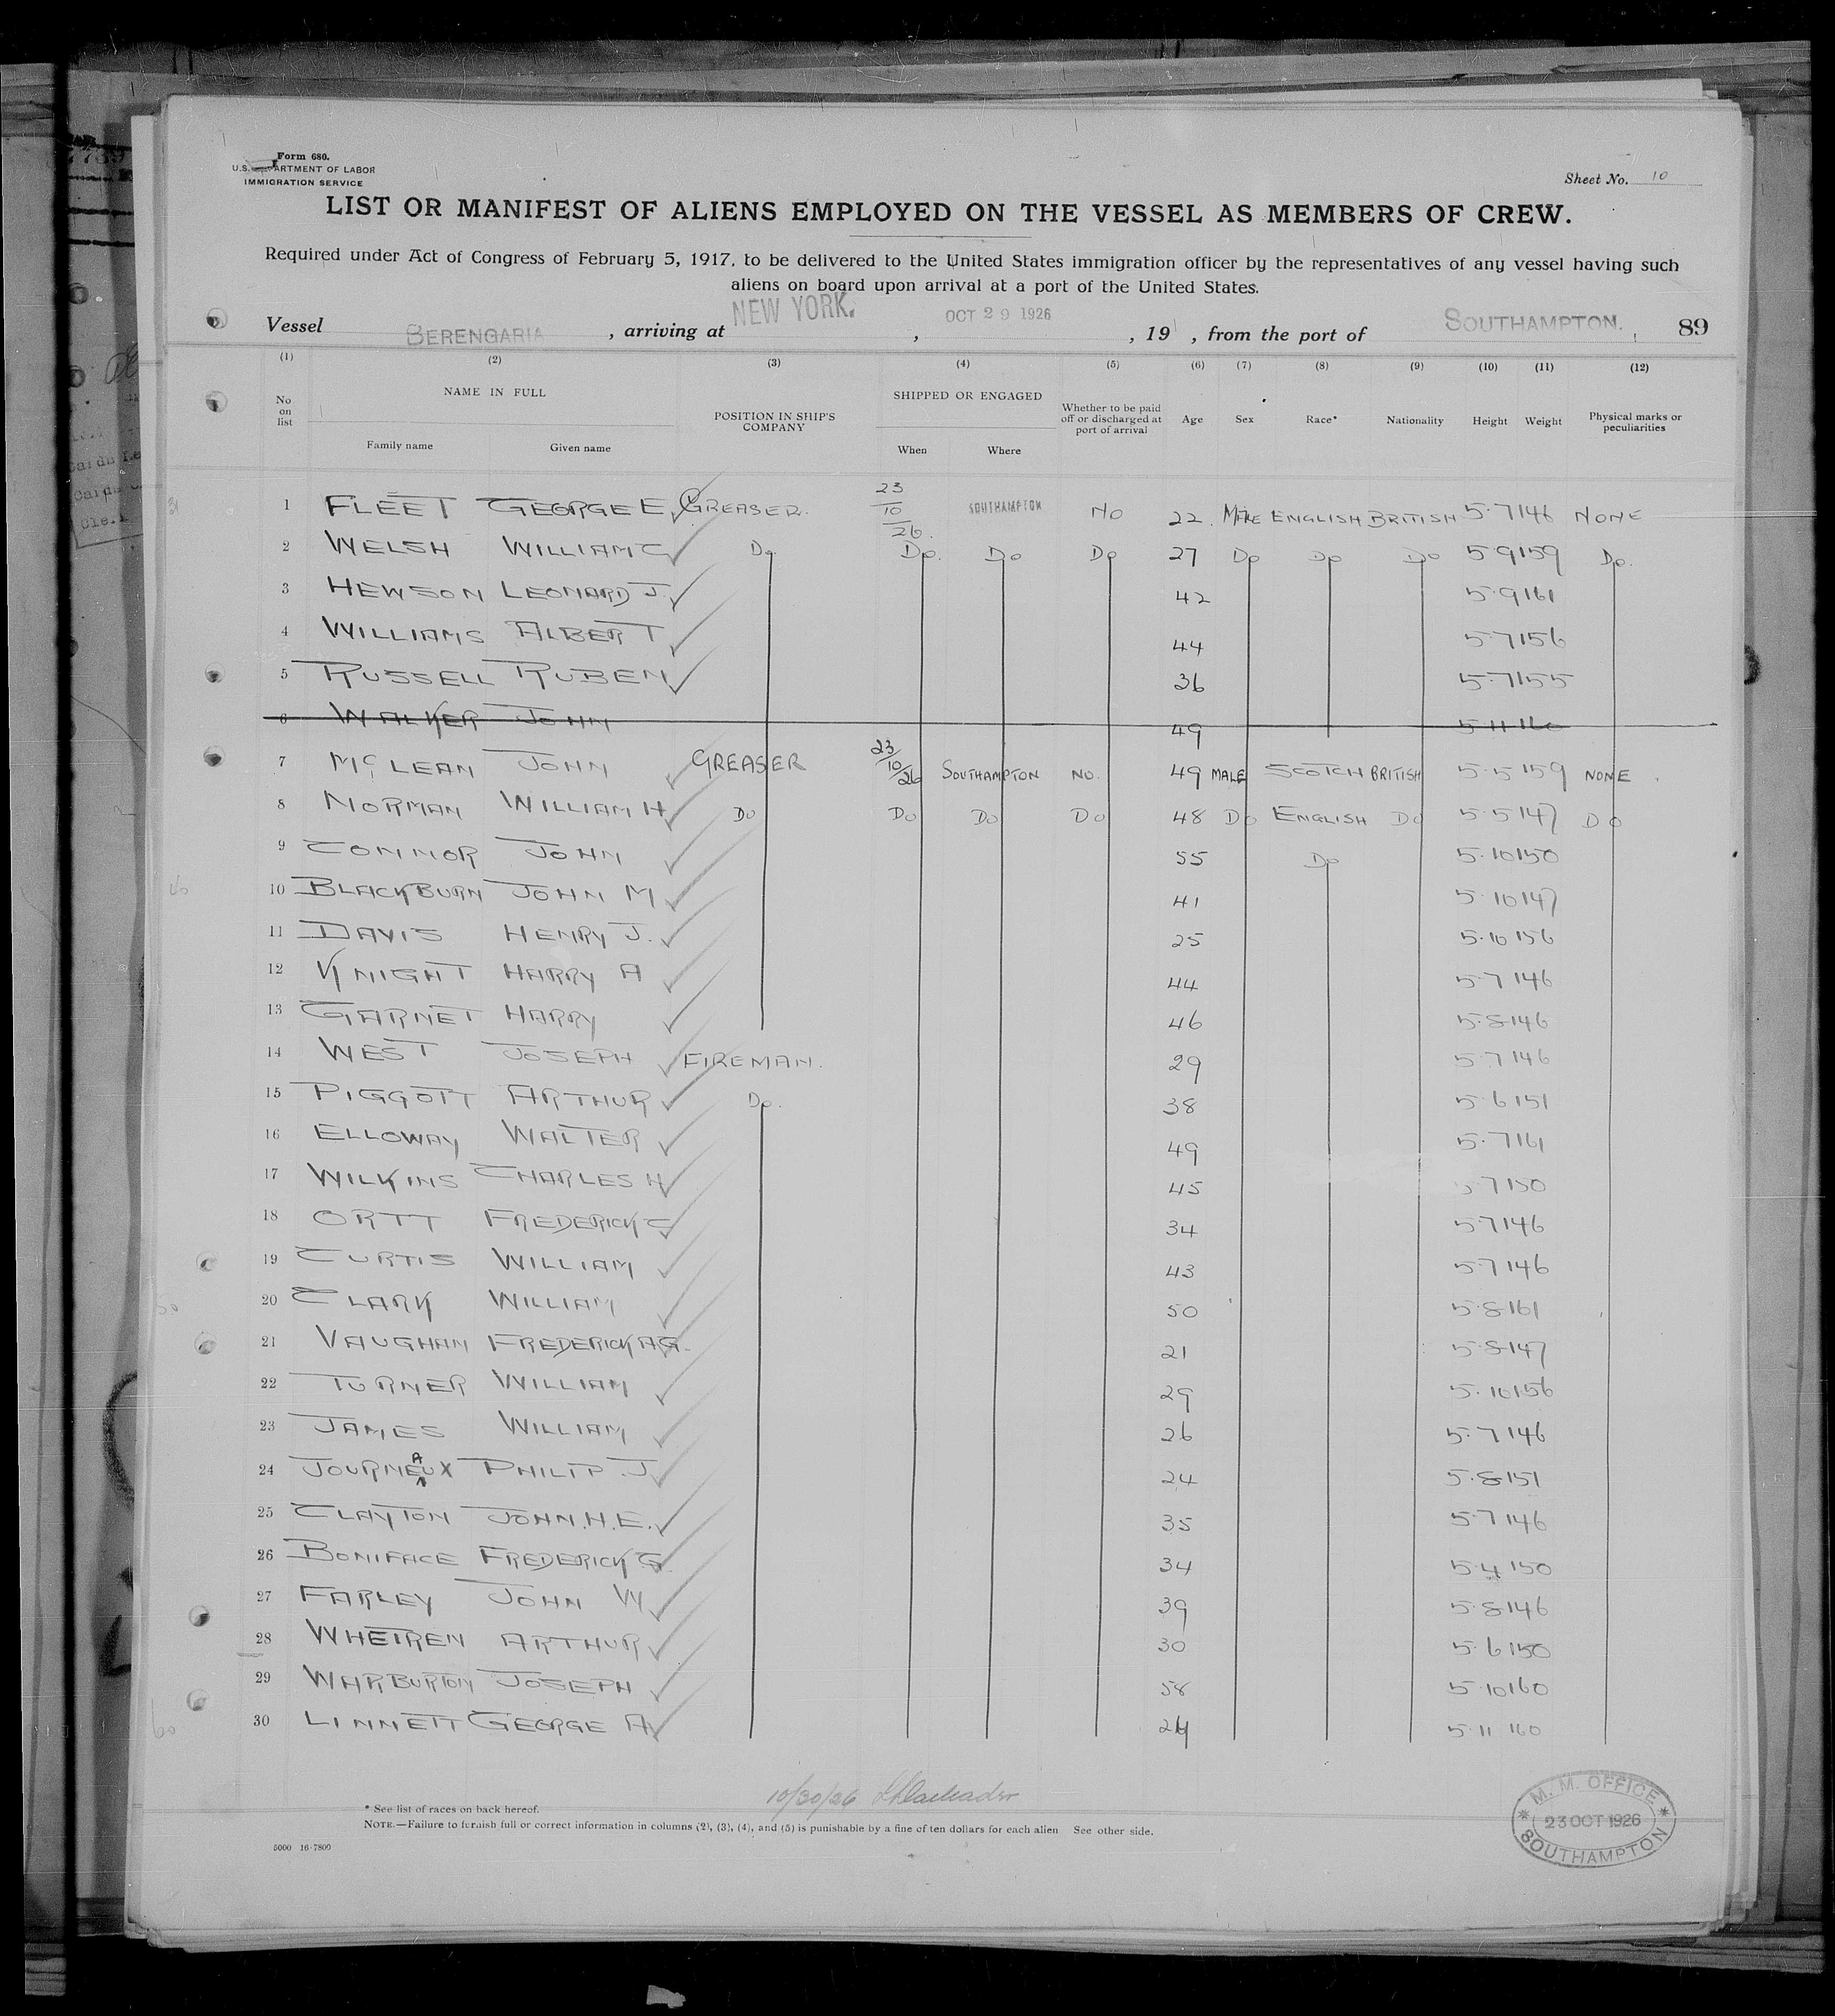 Form 680.
U.S. DEPARTMENT OF LABOR
IMMIGRATION SERVICE
Sheet No. 10
LIST OR MANIFEST OF ALIENS EMPLOYED ON THE VESSEL AS MEMBERS OF CREW.
Required under Act of Congress of February 5, 1917, to be delivered to the United States immigration officer by the representatives of any vessel having such
aliens on board upon arrival at a port of the United States.
Vessel BERENGARIA , arriving at NEW YORK. , OCT 29 1926 , 19 , from the port of SOUTHAMPTON. , 89
(1) (2) (3) (4) (5) (6) (7) (8) (9) (10) (11) (12)
No on list NAME IN FULL Family name Given name POSITION IN SHIP'S COMPANY SHIPPED OR ENGAGED When Where Whether to be paid off or discharged at port of arrival Age Sex Race* Nationality Height Weight Physical marks or peculiarities
1 FLEET GEORGE E GREASER. 23/10/26. SOUTHAMPTON NO 22. MALE ENGLISH BRITISH 5·7 146 NONE
2 WELSH WILLIAM C Do. Do. Do Do 27 Do Do Do 5·9 159 Do.
3 HEWSON LEONARD J. 42 5·9 161
4 WILLIAMS ALBERT 44 5·7 156
5 RUSSELL RUBEN 36 5·7 155
6 WALKER JOHN 49 5·11 160
7 McLEAN JOHN GREASER 23/10/26 SOUTHAMPTON NO. 49 MALE SCOTCH BRITISH 5·5 159 NONE
8 NORMAN WILLIAM H Do Do Do Do 48 Do ENGLISH Do 5·5 147 Do
9 CONNOR JOHN 55 Do 5·10 150
10 BLACKBURN JOHN M 41 5·10 147
11 DAVIS HENRY J. 25 5·10 156
12 KNIGHT HARRY A 44 5·7 146
13 GARNET HARRY 46 5·8 146
14 WEST JOSEPH FIREMAN. 29 5·7 146
15 PIGGOTT ARTHUR Do. 38 5·6 151
16 ELLOWAY WALTER 49 5·7 161
17 WILKINS CHARLES H 45 5·7 150
18 ORTT FREDERICK C 34 5·7 146
19 CURTIS WILLIAM 43 5·7 146
20 CLARK WILLIAM 50 5·8 161
21 VAUGHAN FREDERICK A G. 21 5·8 147
22 TURNER WILLIAM 29 5·10 156
23 JAMES WILLIAM 26 5·7 146
24 JOURNEAUX PHILIP J 24 5·8 151
25 CLAYTON JOHN.H.E. 35 5·7 146
26 BONIFACE FREDERICK G 34 5·4 150
27 FARLEY JOHN W 39 5·8 146
28 WHETREN ARTHUR 30 5·6 150
29 WARBURTON JOSEPH 58 5·10 160
30 LINNETT GEORGE A 24 5·11 160
10/30/26
* See list of races on back hereof.
NOTE.—Failure to furnish full or correct information in columns (2), (3), (4), and (5) is punishable by a fine of ten dollars for each alien See other side.
5000 16-7800
M. M. OFFICE
23 OCT 1926
SOUTHAMPTON